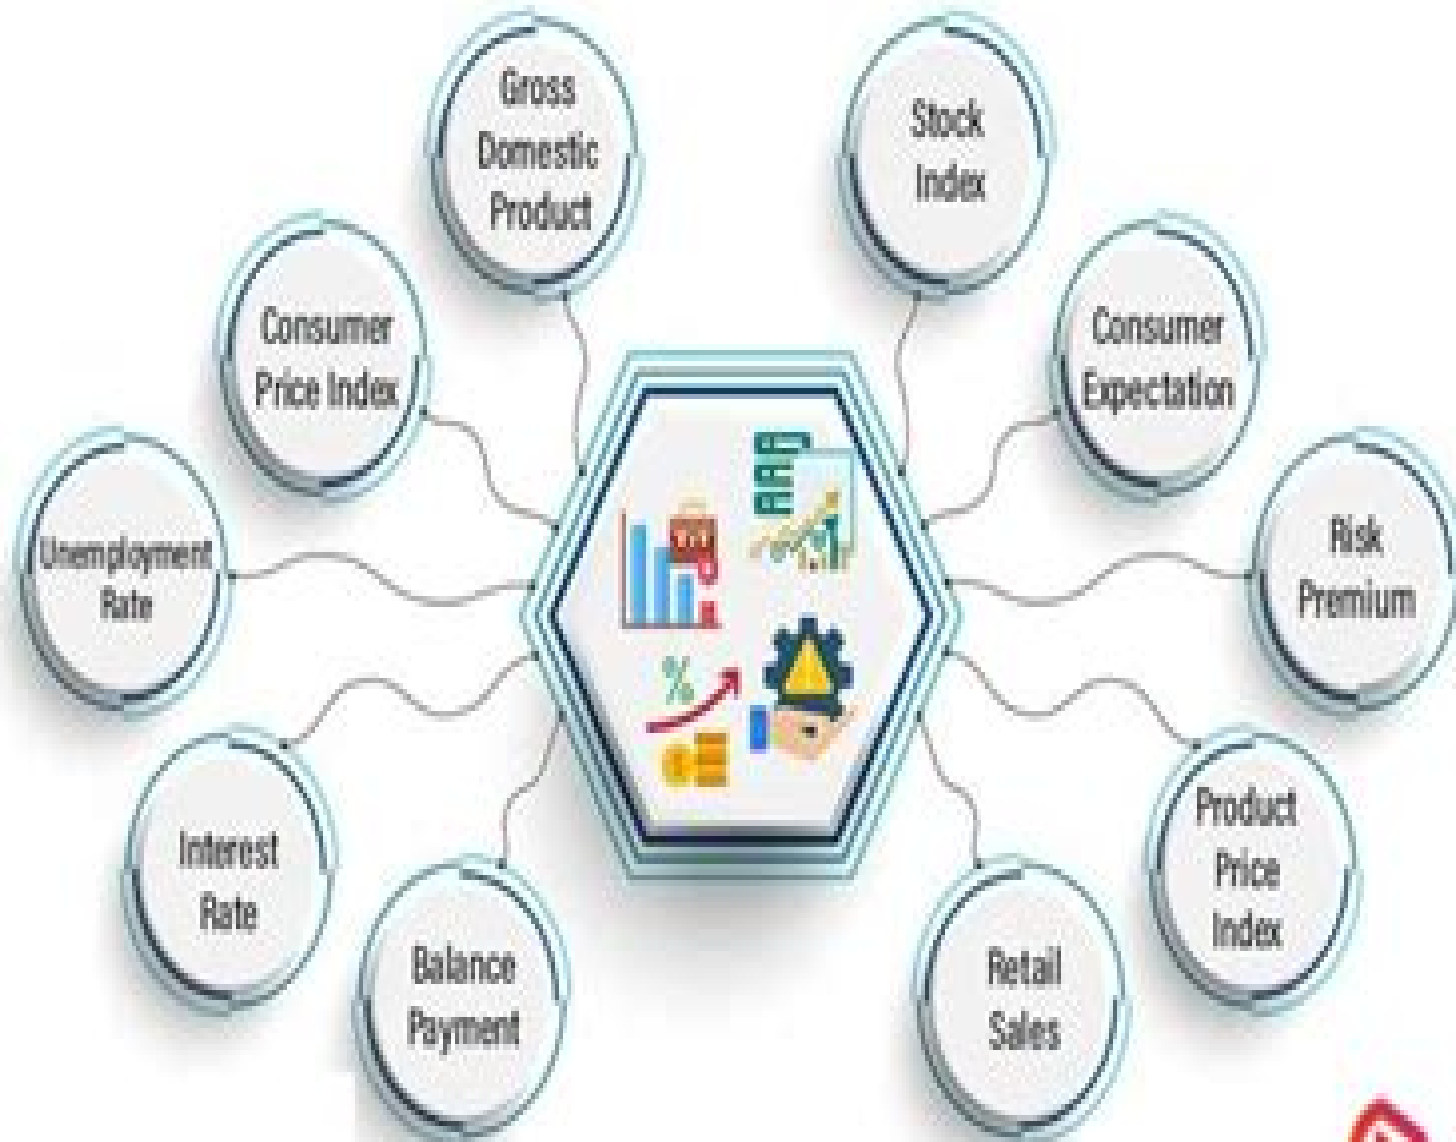 Gross
Domestic
Product
Stock
Index
Consumer
Price Index
Consumer
Expectation
Unemployment
Rate
Risk
Premium
Interest
Rate
Product
Price
Index
Balance
Payment
Retail
Sales
%